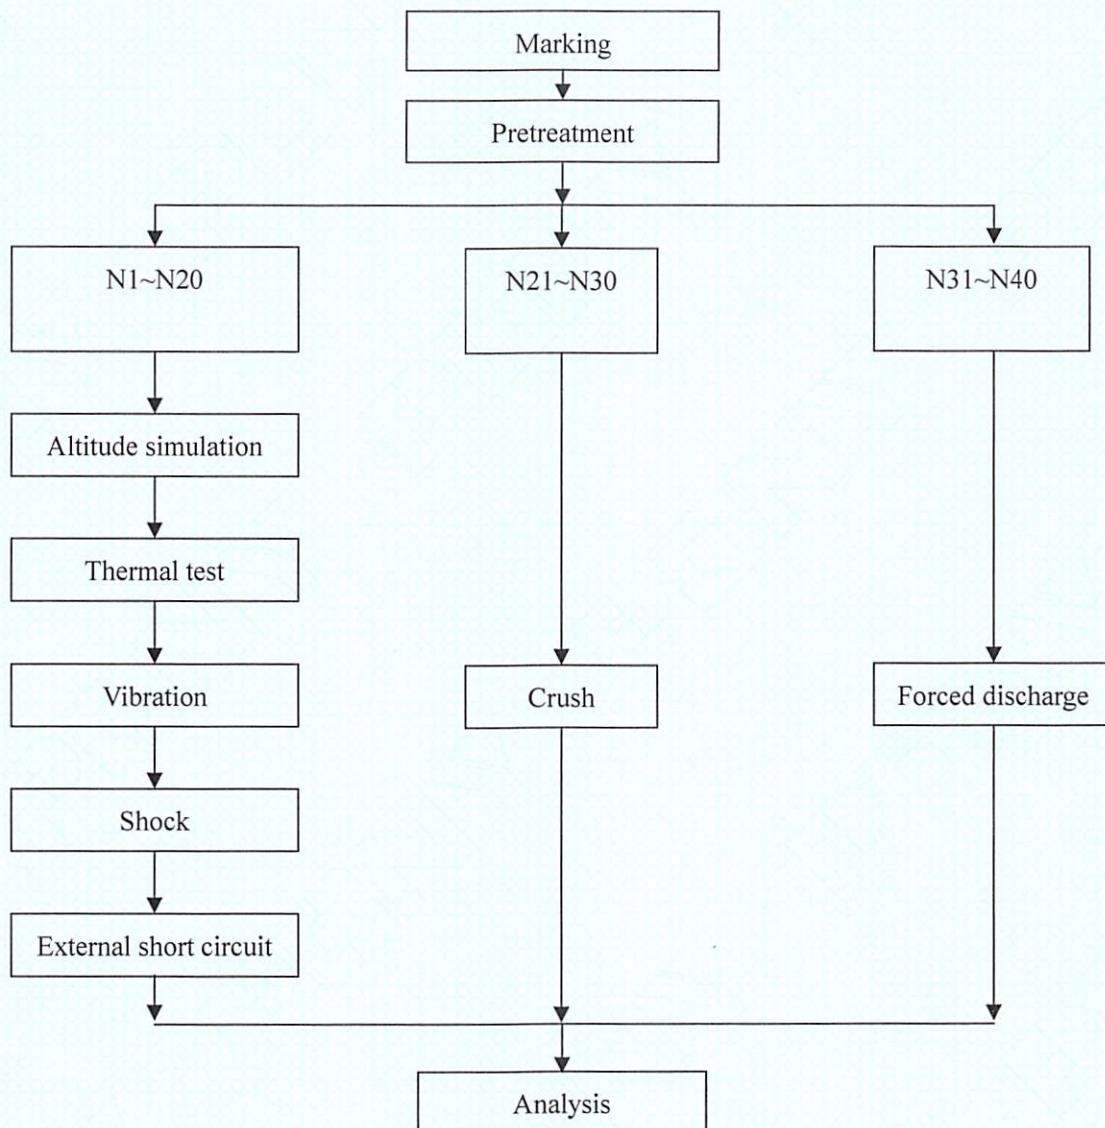 Marking
Pretreatment
N1~N20
N21~N30
N31~N40
Altitude simulation
Thermal test
Vibration
Crush
Forced discharge
Shock
External short circuit
Analysis